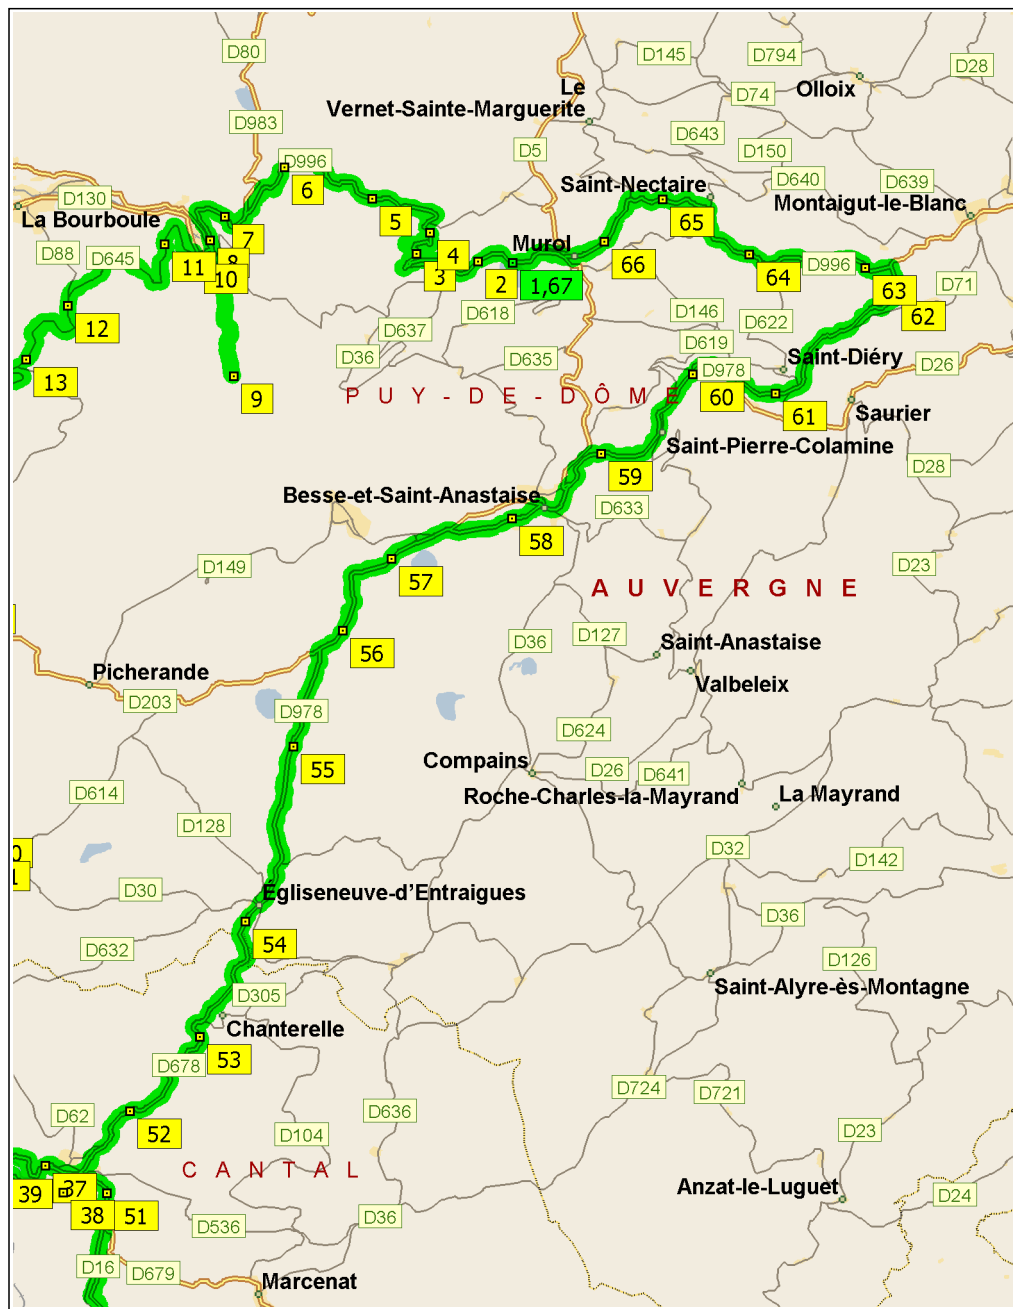 D80
D145
D794
D28
Le
Vernet-Sainte-Marguerite
Olloix
D74
D983
D643
D5
D150
D996
D640
D639
Saint-Nectaire
6
D130
La Bourboule
Montaigut-le-Blanc
5
65
7
Murol
4
D88
D645
11
8
66
10
3
2
1,67
64
D996
63
D71
D618
D146
62
12
D637
D622
D36
D635
D619
Saint-Diéry
D26
13
D978
9
PUY-DE-DÔME
60
61
Saurier
Saint-Pierre-Colamine
59
D28
Besse-et-Saint-Anastaise
D633
58
D149
57
D23
AUVERGNE
D36
D127
Saint-Anastaise
56
Picherande
Valbeleix
D203
D978
D624
55
Compains
D26
D641
D614
Roche-Charles-la-Mayrand
La Mayrand
D128
0
1
D32
D142
D30
Égliseneuve-d'Entraigues
D36
54
D632
D126
Saint-Alyre-ès-Montagne
D305
Chanterelle
53
D678
D724
D721
D62
52
D636
D104
D23
CANTAL
39
37
Anzat-le-Luguet
D24
38
51
D536
D36
D16
D679
Marcenat